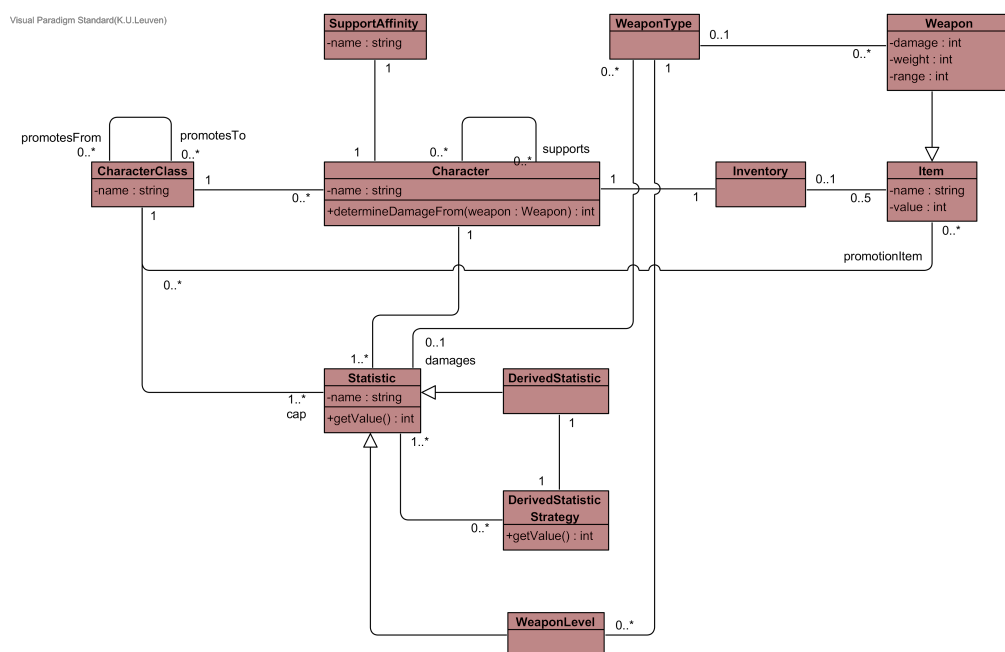 Visual Paradigm Standard(K.U.Leuven)
SupportAffinity
-name : string
1
1
WeaponType
0..*
1
0..1
0..*
Weapon
-damage : int
-weight : int
-range : int
promotesFrom
0..*
promotesTo
0..*
CharacterClass
-name : string
1
0..*
1
0..*
0..*
supports
Character
-name : string
+determineDamageFrom(weapon : Weapon) : int
1
1
1
Inventory
0..1
0..5
Item
-name : string
-value : int
0..*
promotionItem
0..*
1..*
0..1
damages
1..*
cap
Statistic
-name : string
+getValue() : int
1..*
0..*
DerivedStatistic
1
1
DerivedStatistic
Strategy
+getValue() : int
WeaponLevel
0..*